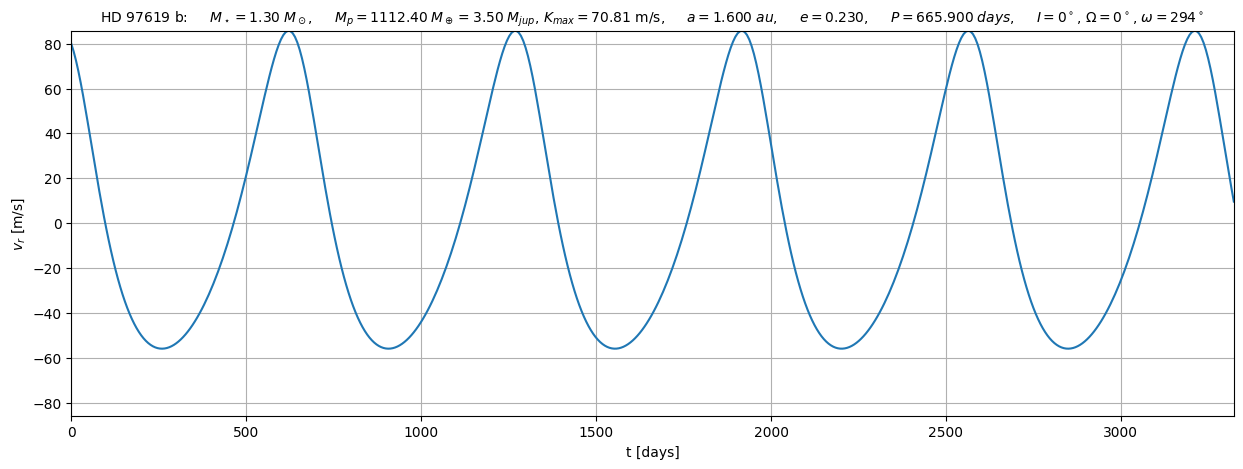 HD 97619 b: M⋆ = 1.30 M⊙, Mp = 1112.40 M⊕ = 3.50 Mjup, Kmax = 70.81 m/s, a = 1.600 au, e = 0.230, P = 665.900 days, I = 0°, Ω = 0°, ω = 294°
80
60
40
20
0
−20
−40
−60
−80
vr [m/s]
0 500 1000 1500 2000 2500 3000
t [days]